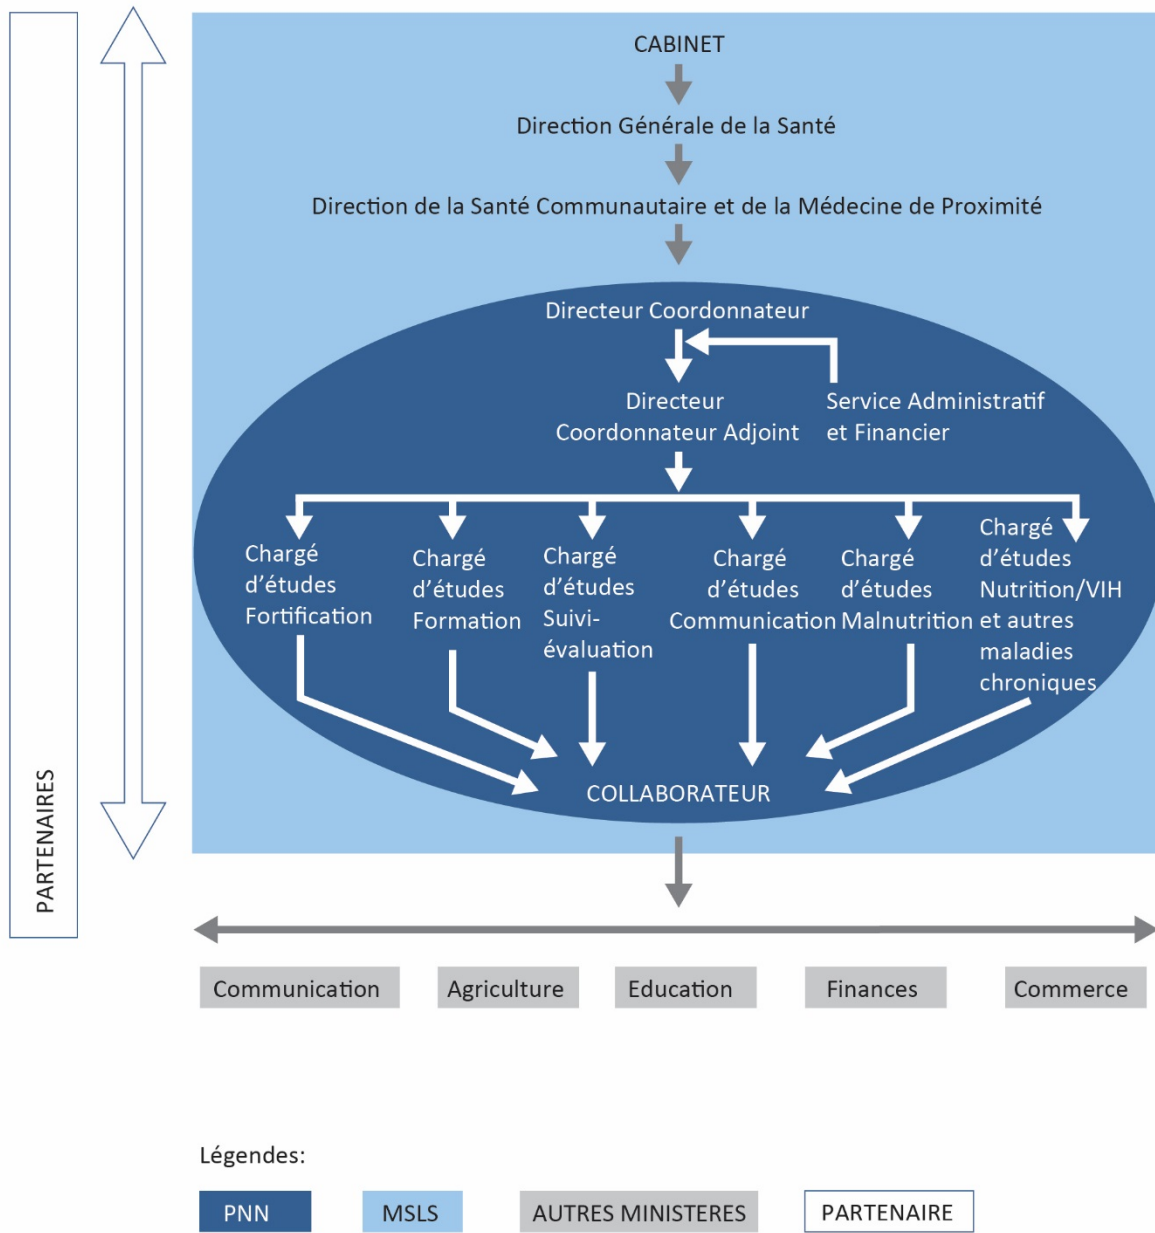 PARTENAIRES
CABINET
Direction Générale de la Santé
Direction de la Santé Communautaire et de la Médecine de Proximité
Directeur Coordonnateur
Directeur
Coordonnateur Adjoint
Service Administratif
et Financier
Chargé
d'études
Fortification
Chargé
d'études
Formation
Chargé
d'études
Suivi-
évaluation
Chargé
d'études
Communication
Chargé
d'études
Malnutrition
Chargé
d'études
Nutrition/VIH
et autres
maladies
chroniques
COLLABORATEUR
Communication
Agriculture
Education
Finances
Commerce
Légendes:
PNN
MSLS
AUTRES MINISTERES
PARTENAIRE